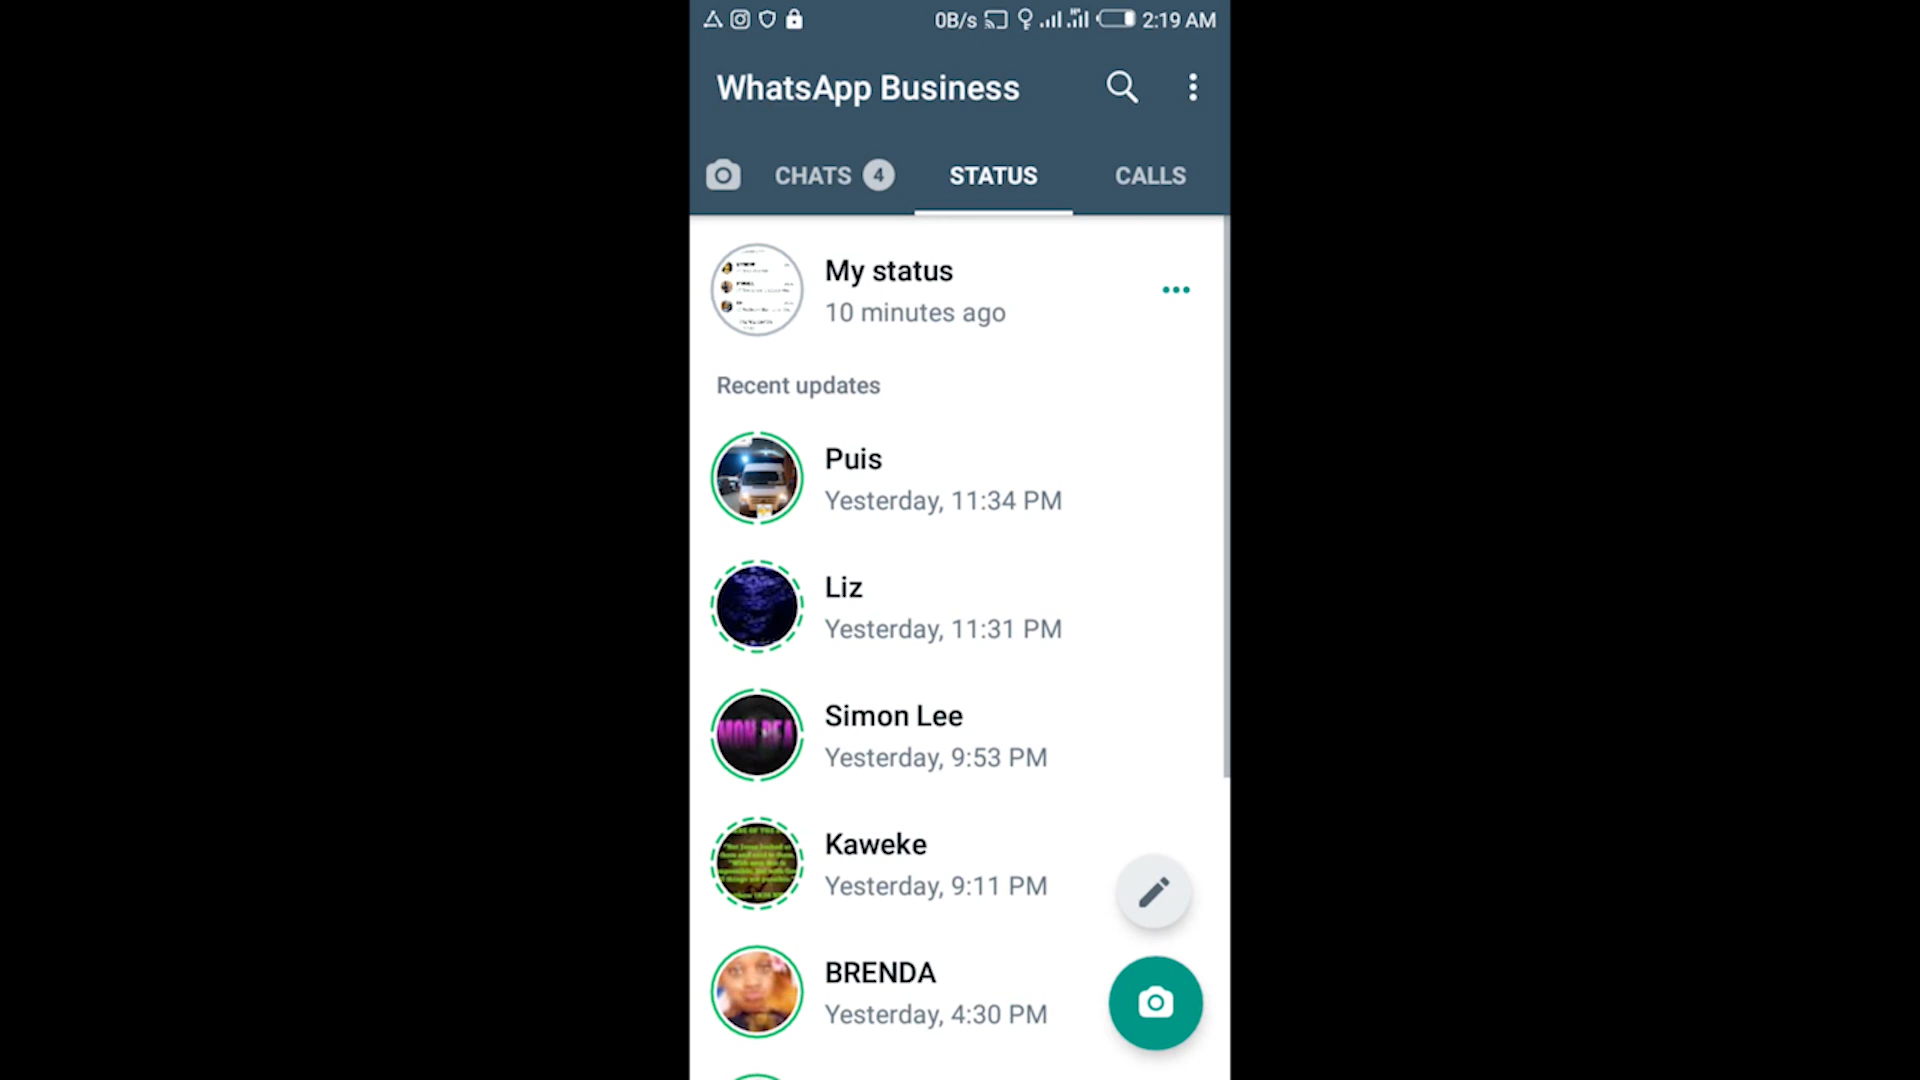 0B/s 2:19 AM
WhatsApp Business
CHATS 4 STATUS CALLS
My status
10 minutes ago
Recent updates
Puis
Yesterday, 11:34 PM
Liz
Yesterday, 11:31 PM
Simon Lee
Yesterday, 9:53 PM
Kaweke
Yesterday, 9:11 PM
BRENDA
Yesterday, 4:30 PM